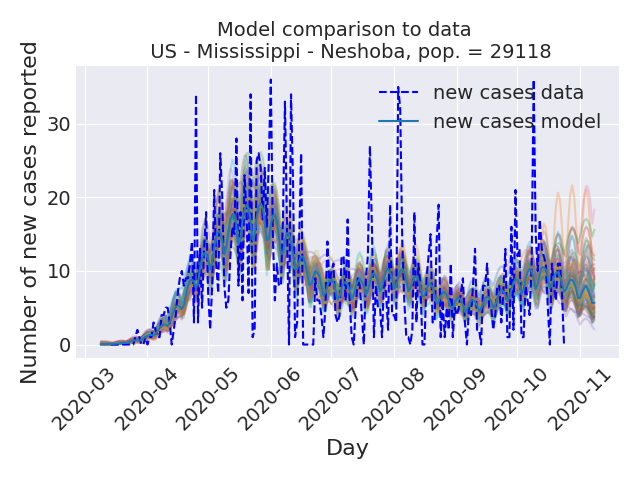 Model comparison to data
US - Mississippi - Neshoba, pop. = 29118
Number of new cases reported
30
20
10
0
new cases data
new cases model
2020-03
2020-04
2020-05
2020-06
2020-07
2020-08
2020-09
2020-10
2020-11
Day